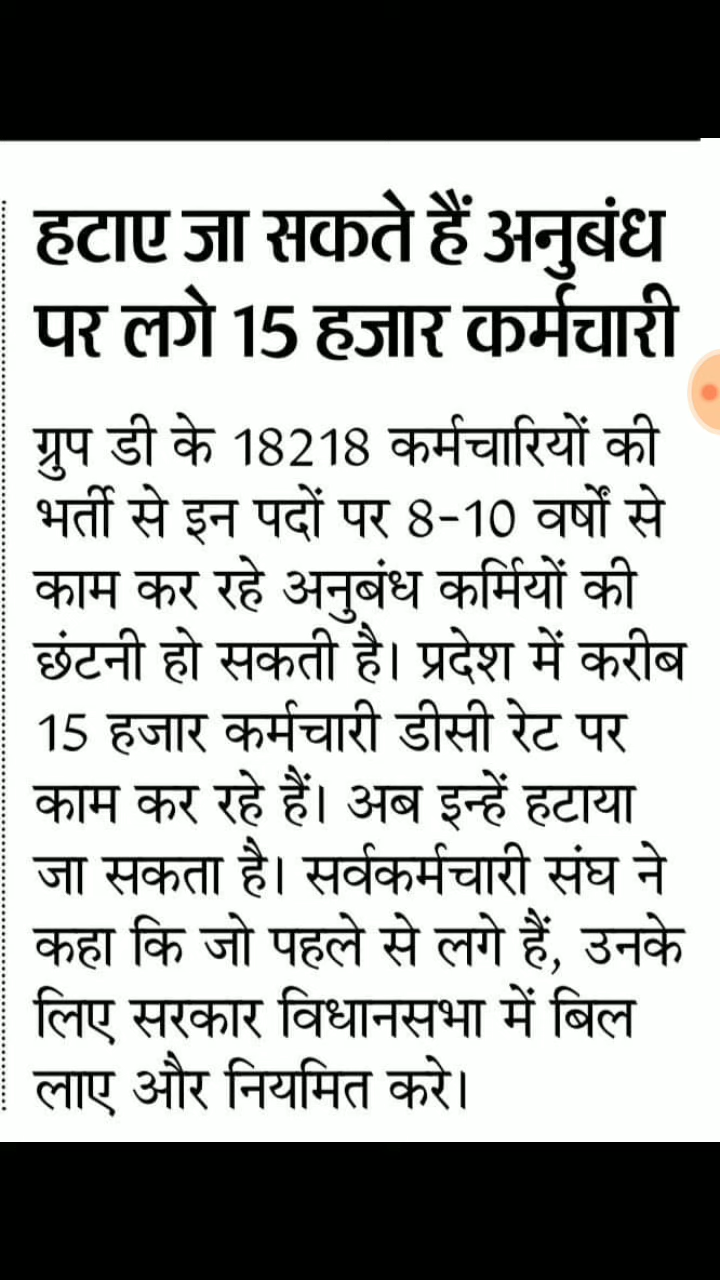 हटाए जा सकते हैं अनुबंध
पर लगे 15 हजार कर्मचारी
ग्रुप डी के 18218 कर्मचारियों की
भर्ती से इन पदों पर 8-10 वर्षों से
काम कर रहे अनुबंध कर्मियों की
छंटनी हो सकती है। प्रदेश में करीब
15 हजार कर्मचारी डीसी रेट पर
काम कर रहे हैं। अब इन्हें हटाया
जा सकता है। सर्वकर्मचारी संघ ने
कहा कि जो पहले से लगे हैं, उनके
लिए सरकार विधानसभा में बिल
लाए और नियमित करे।